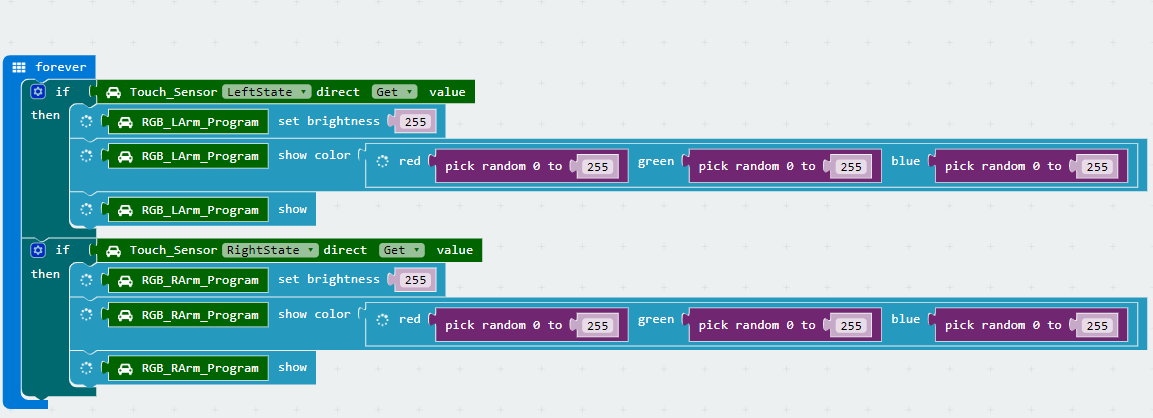 forever
if Touch_Sensor LeftState direct Get value
then RGB_LArm_Program set brightness 255
RGB_LArm_Program show color red pick random 0 to 255 green pick random 0 to 255 blue pick random 0 to 255
RGB_LArm_Program show
if Touch_Sensor RightState direct Get value
then RGB_RArm_Program set brightness 255
RGB_RArm_Program show color red pick random 0 to 255 green pick random 0 to 255 blue pick random 0 to 255
RGB_RArm_Program show